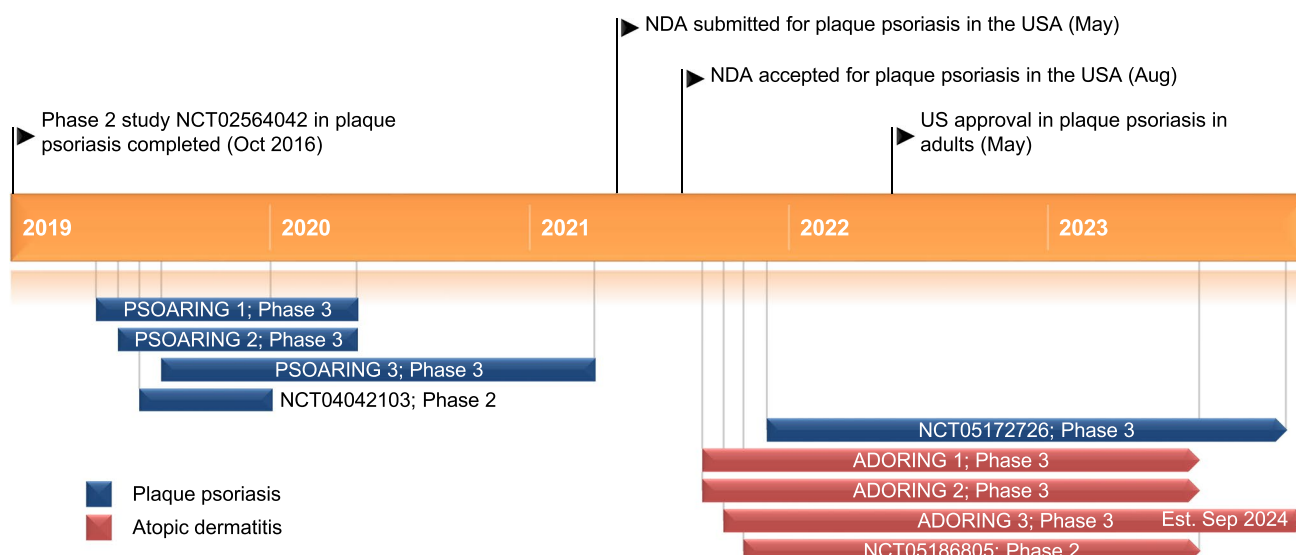 NDA submitted for plaque psoriasis in the USA (May)
NDA accepted for plaque psoriasis in the USA (Aug)
Phase 2 study NCT02564042 in plaque
psoriasis completed (Oct 2016)
US approval in plaque psoriasis in
adults (May)
2019
2020
2021
2022
2023
PSOARING 1; Phase 3
PSOARING 2; Phase 3
PSOARING 3; Phase 3
NCT04042103; Phase 2
NCT05172726; Phase 3
ADORING 1; Phase 3
ADORING 2; Phase 3
ADORING 3; Phase 3 Est. Sep 2024
NCT05186805; Phase 2
Plaque psoriasis
Atopic dermatitis